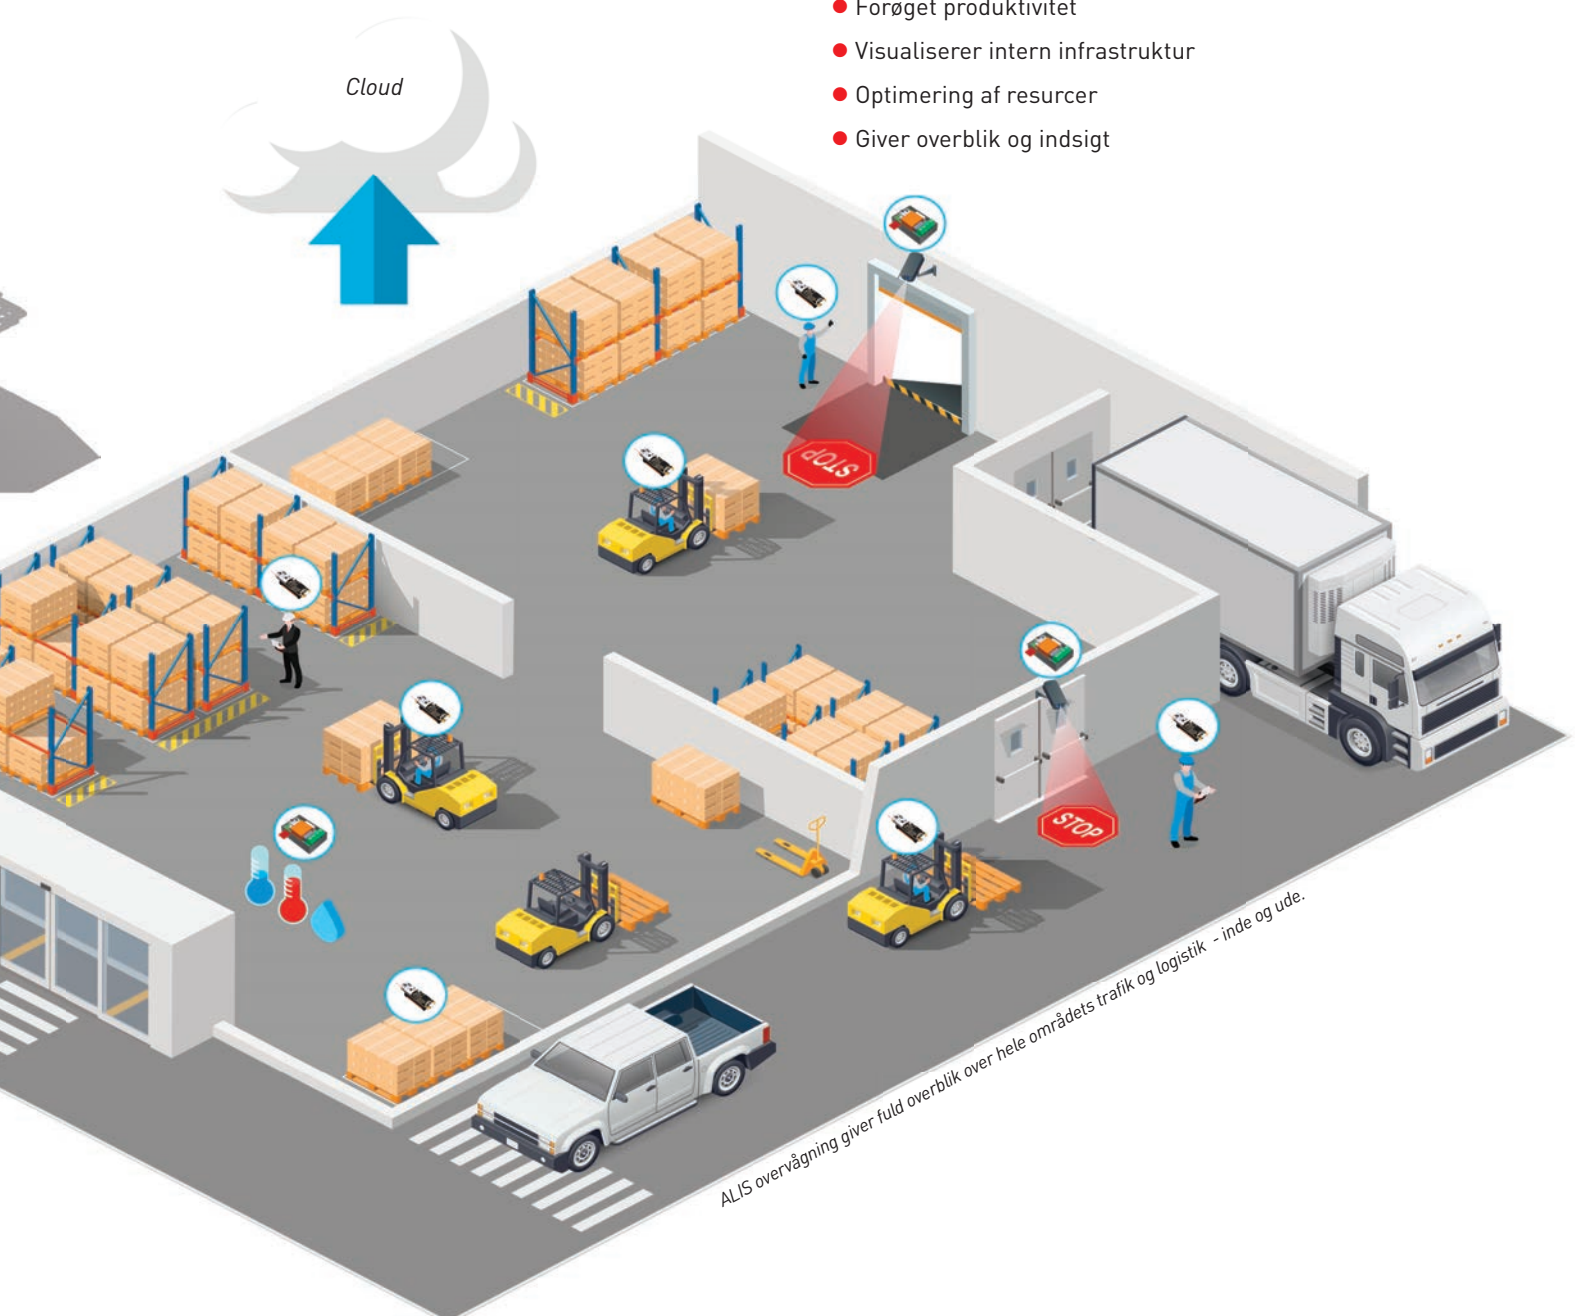 Forøget produktivitet
Visualiserer intern infrastruktur
Optimering af resurcer
Giver overblik og indsigt
Cloud
STOP
STOP
ALIS overvågning giver fuld overblik over hele områdets trafik og logistik - inde og ude.